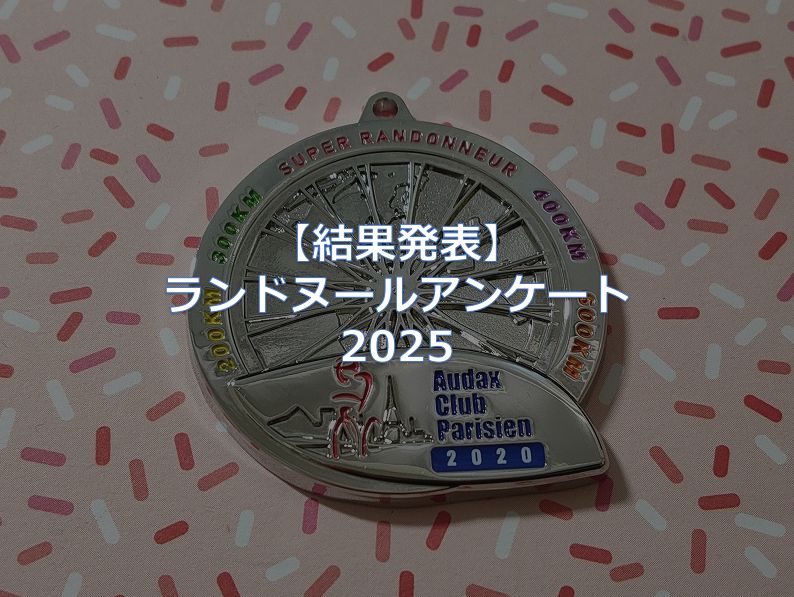 SUPER RANDONNEUR
200KM
300KM
400KM
600KM
【結果発表】
ランドヌールアンケート
2025
Audax
Club
Parisien
2020